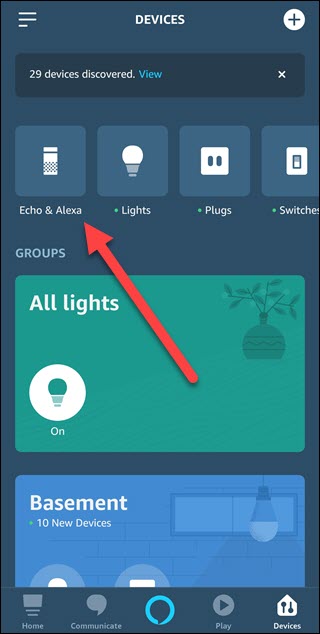 DEVICES
29 devices discovered. View
Echo & Alexa
Lights
Plugs
Switches
GROUPS
All lights
On
Basement
10 New Devices
Home
Communicate
Play
Devices